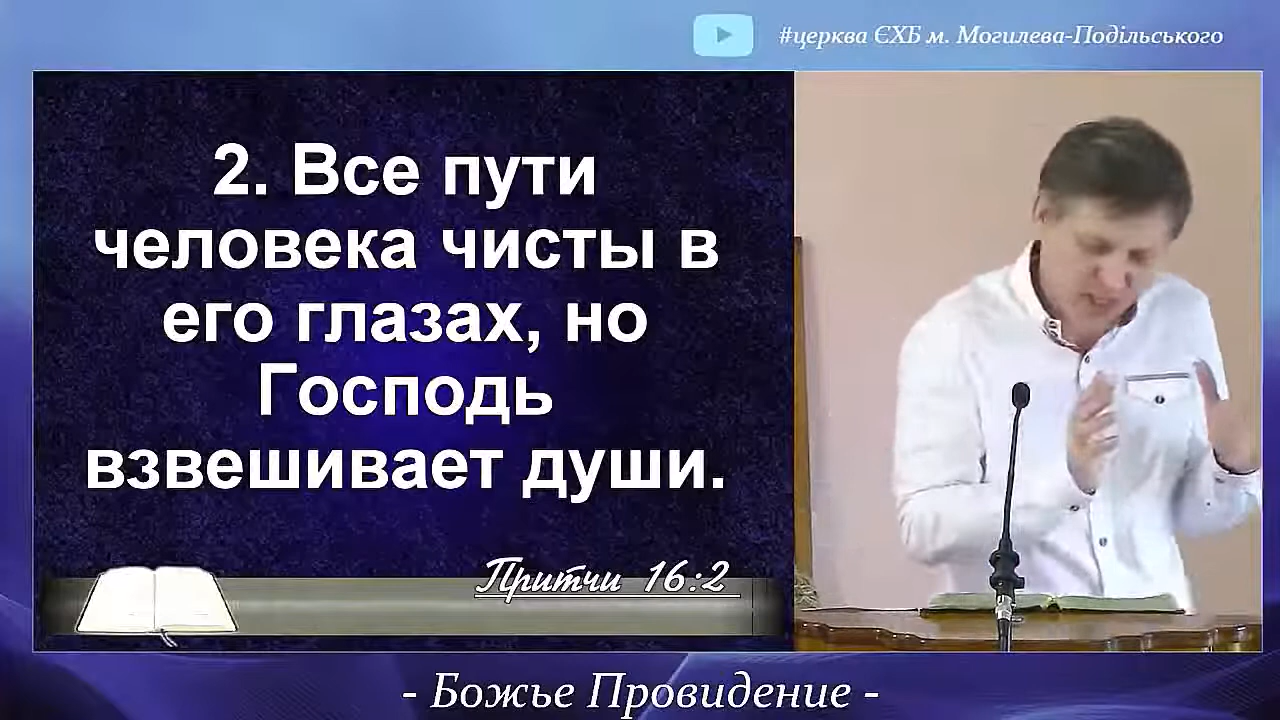 #церква ЄХБ м. Могилева-Подільського
2. Все пути
человека чисты в
его глазах, но
Господь
взвешивает души.
Притчи 16:2
- Божье Провидение -